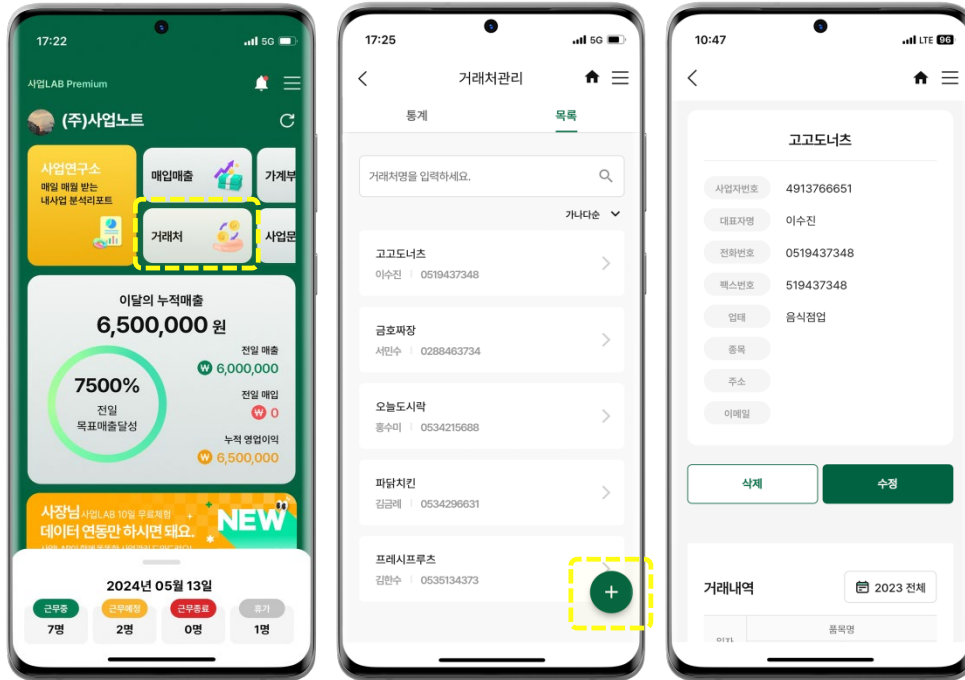 17:22
5G
사업LAB Premium
(주)사업노트
사업연구소
매일 매월 받는
내사업 분석리포트
매입매출
가계부
거래처
사업문
이달의 누적매출
6,500,000 원
7500%
전일
목표매출달성
전일 매출
6,000,000
전일 매입
0
누적 영업이익
6,500,000
사장님 사업LAB 10일 무료체험
데이터 연동만 하시면 돼요.
NEW
2024년 05월 13일
근무중
근무예정
근무종료
휴가
7명
2명
0명
1명
17:25
5G
거래처관리
통계
목록
거래처명을 입력하세요.
가나다순
고고도너츠
이수진 | 0519437348
금호짜장
서민수 | 0288463734
오늘도시락
홍수미 | 0534215688
파닭치킨
김금례 | 0534296631
프레시프루츠
김한수 | 0535134373
+
10:47
LTE 96
고고도너츠
사업자번호 4913766651
대표자명 이수진
전화번호 0519437348
팩스번호 519437348
업태 음식점업
종목
주소
이메일
삭제
수정
거래내역
2023 전체
품목명